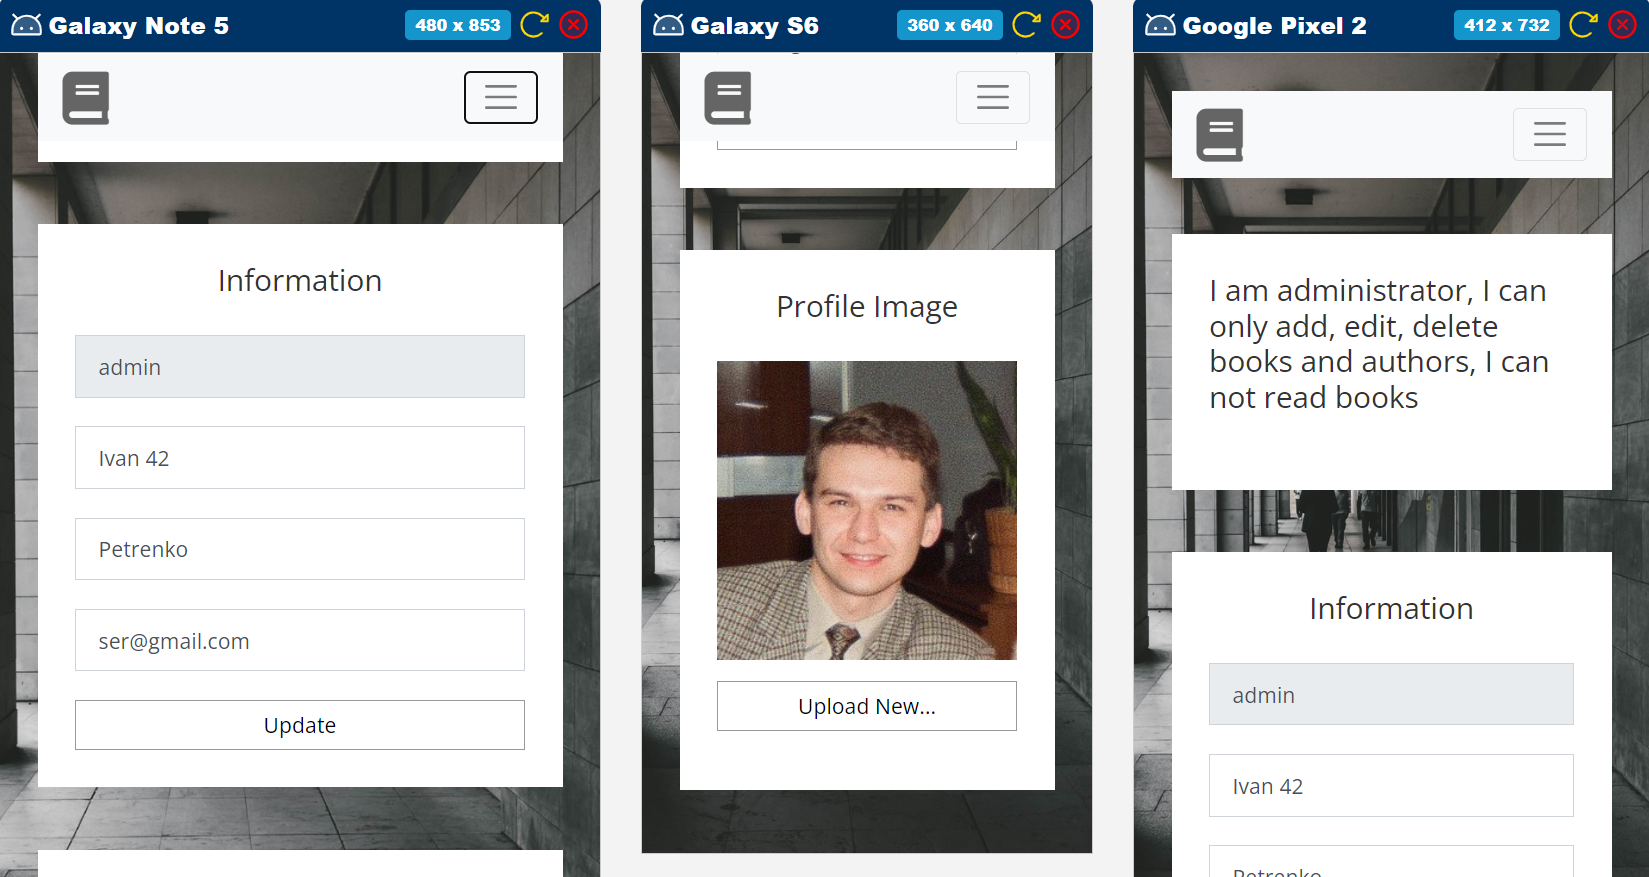 Galaxy Note 5
480 x 853
Information
admin
Ivan 42
Petrenko
ser@gmail.com
Update
Galaxy S6
360 x 640
Profile Image
Upload New...
Google Pixel 2
412 x 732
I am administrator, I can
only add, edit, delete
books and authors, I can
not read books
Information
admin
Ivan 42
Petrenko